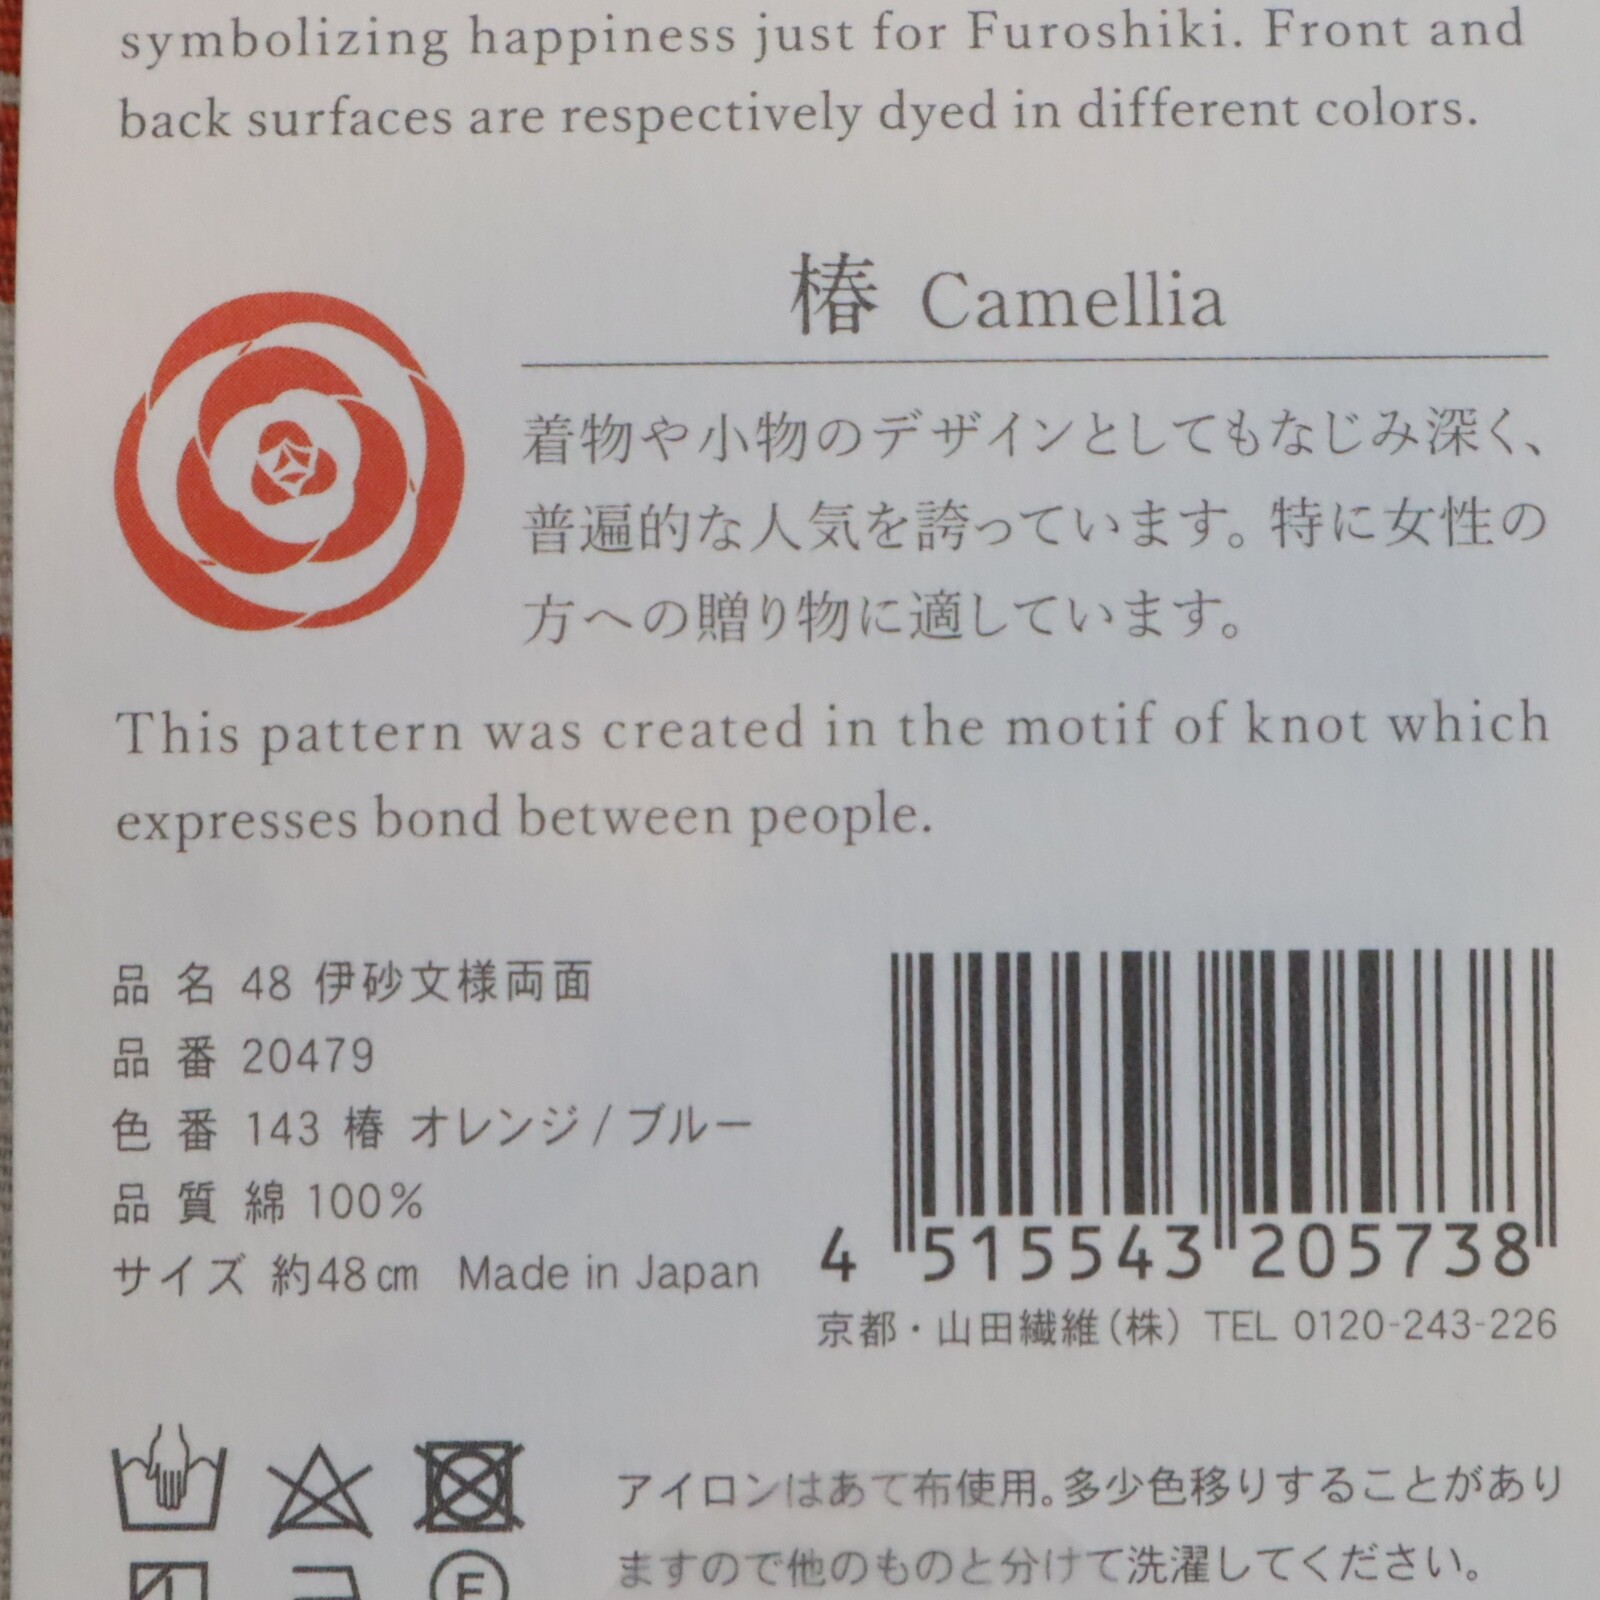 symbolizing happiness just for Furoshiki. Front and
back surfaces are respectively dyed in different colors.
椿 Camellia
着物や小物のデザインとしてもなじみ深く、
普遍的な人気を誇っています。特に女性の
方への贈り物に適しています。
This pattern was created in the motif of knot which
expresses bond between people.
品 名 48 伊砂文様両面
品 番 20479
色 番 143 椿 オレンジ/ブルー
品 質 綿 100%
サイズ 約48㎝ Made in Japan
4 515543 205738
京都・山田繊維(株) TEL 0120-243-226
アイロンはあて布使用。多少色移りすることがあり
ますので他のものと分けて洗濯してください。
F